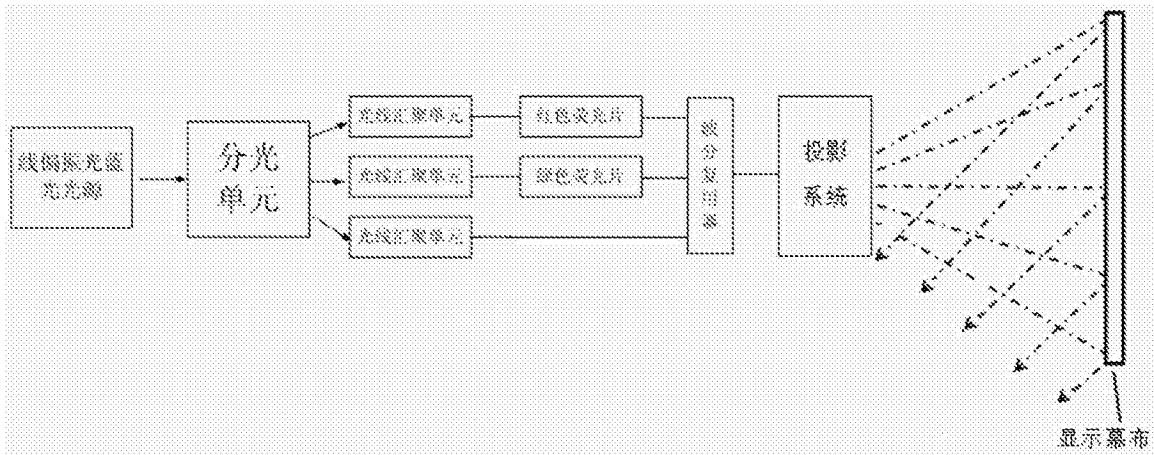 线偏振光蓝
光光源
分光
单元
光线汇聚单元
红色荧光片
光线汇聚单元
绿色荧光片
光线汇聚单元
波分复用器
投影
系统
显示幕布